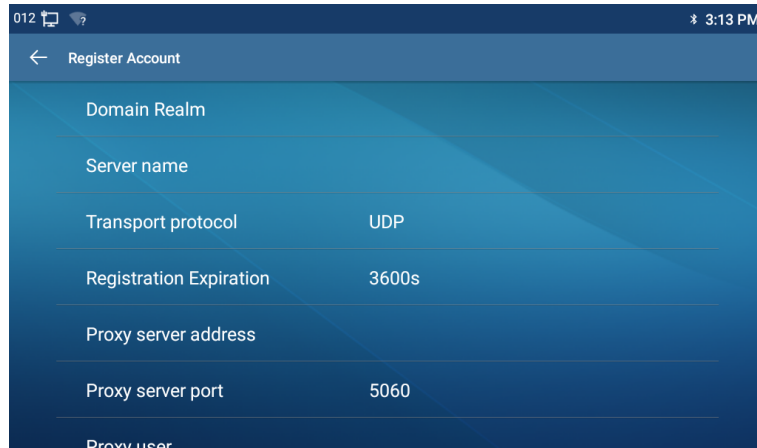 012 3:13 PM
Register Account
Domain Realm
Server name
Transport protocol UDP
Registration Expiration 3600s
Proxy server address
Proxy server port 5060
Proxy user